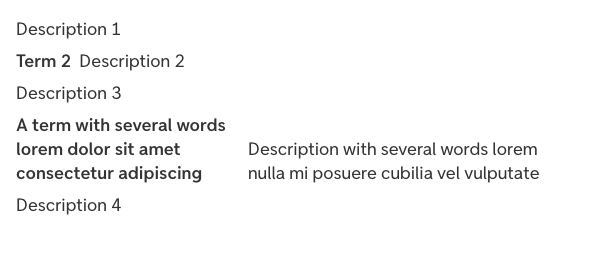 Description 1
Term 2 Description 2
Description 3
A term with several words
lorem dolor sit amet
consectetur adipiscing
Description with several words lorem
nulla mi posuere cubilia vel vulputate
Description 4